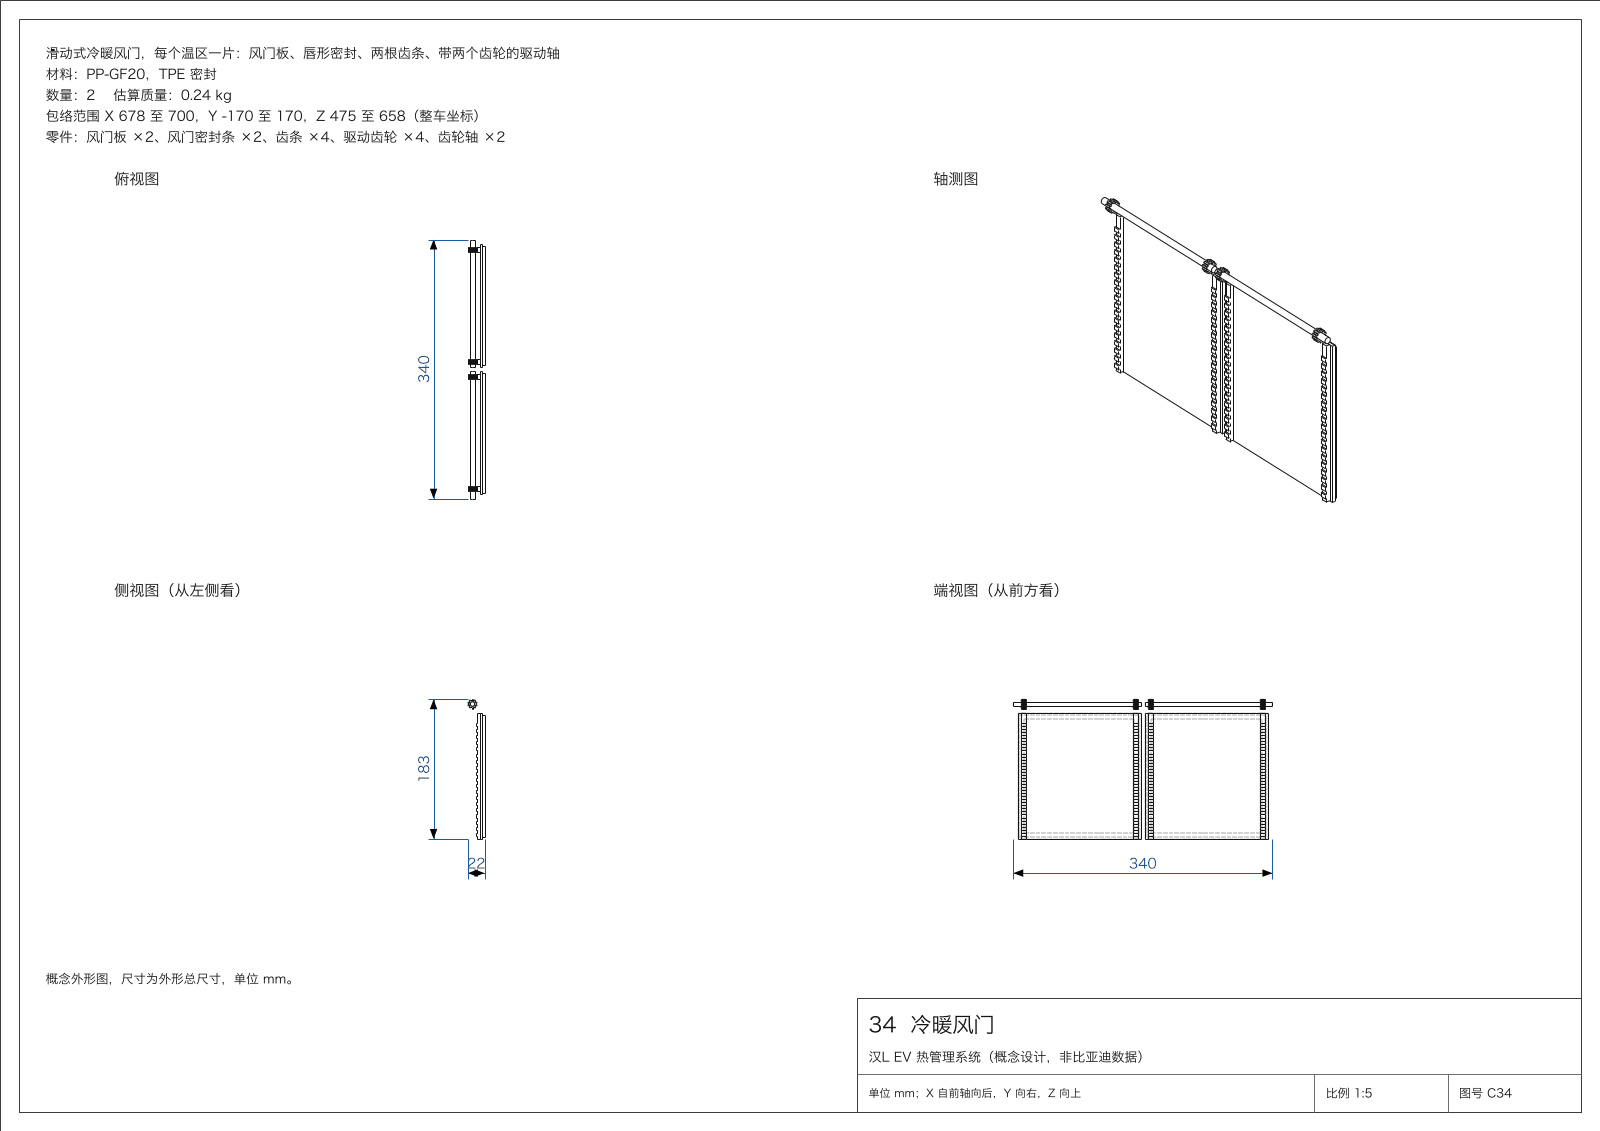 滑动式冷暖风门，每个温区一片：风门板、唇形密封、两根齿条、带两个齿轮的驱动轴
材料：PP-GF20，TPE 密封
数量：2 估算质量：0.24 kg
包络范围 X 678 至 700，Y -170 至 170，Z 475 至 658（整车坐标）
零件：风门板 ×2、风门密封条 ×2、齿条 ×4、驱动齿轮 ×4、齿轮轴 ×2
俯视图
轴测图
340
侧视图（从左侧看）
端视图（从前方看）
183
22
340
概念外形图，尺寸为外形总尺寸，单位 mm。
34 冷暖风门
汉L EV 热管理系统（概念设计，非比亚迪数据）
单位 mm；X 自前轴向后，Y 向右，Z 向上
比例 1:5
图号 C34